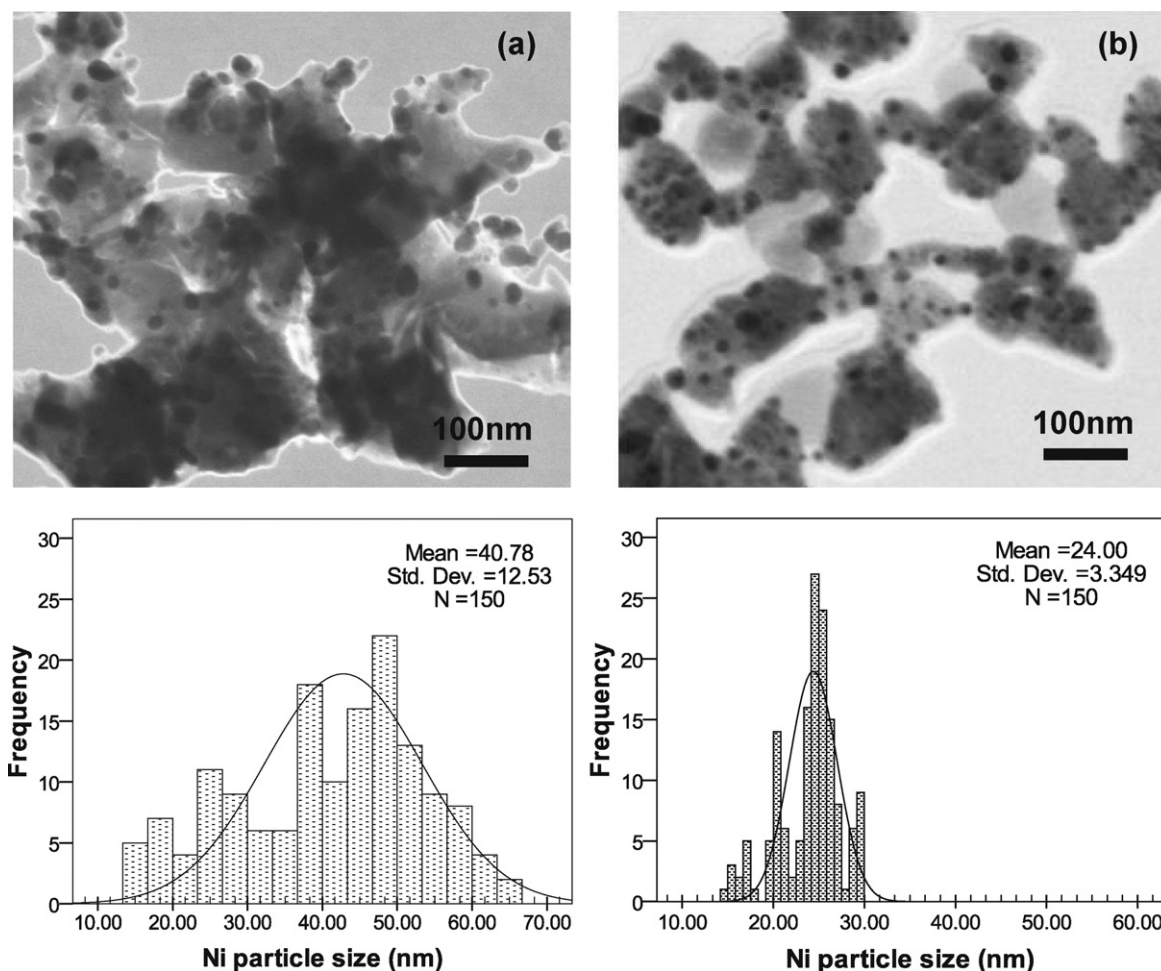 (a)
100nm
(b)
100nm
Mean =40.78
Std. Dev. =12.53
N =150
30
25
20
15
10
5
0
Frequency
10.00 20.00 30.00 40.00 50.00 60.00 70.00
Ni particle size (nm)
Mean =24.00
Std. Dev. =3.349
N =150
30
25
20
15
10
5
0
Frequency
10.00 20.00 30.00 40.00 50.00 60.00
Ni particle size (nm)